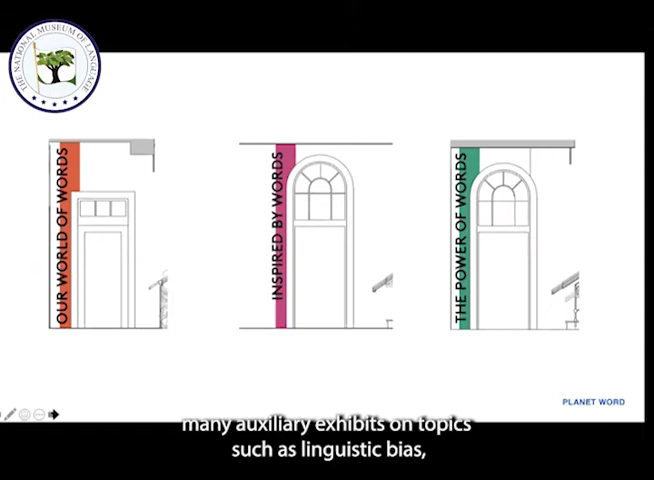 THE NATIONAL MUSEUM OF LANGUAGE
OUR WORLD OF WORDS
INSPIRED BY WORDS
THE POWER OF WORDS
PLANET WORD
many auxiliary exhibits on topics
such as linguistic bias,